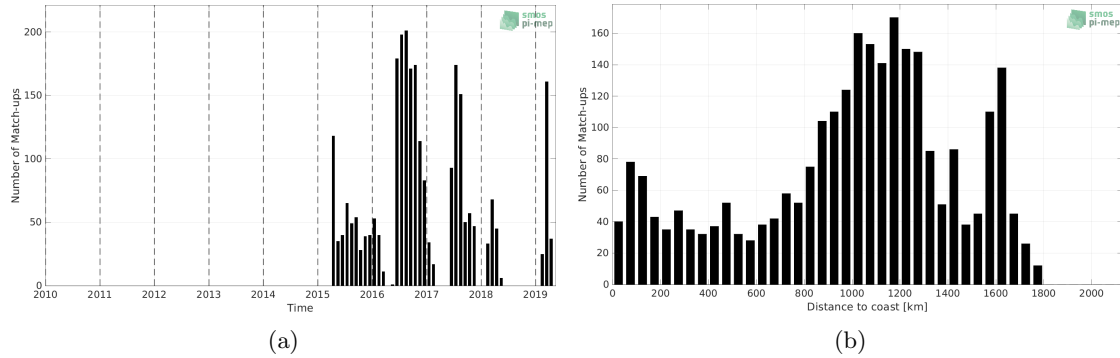 smos
pi-mep
200
150
100
50
0
Number of Match-ups
2010 2011 2012 2013 2014 2015 2016 2017 2018 2019
Time
(a)
smos
pi-mep
160
140
120
100
80
60
40
20
0
Number of Match-ups
0 200 400 600 800 1000 1200 1400 1600 1800 2000
Distance to coast [km]
(b)